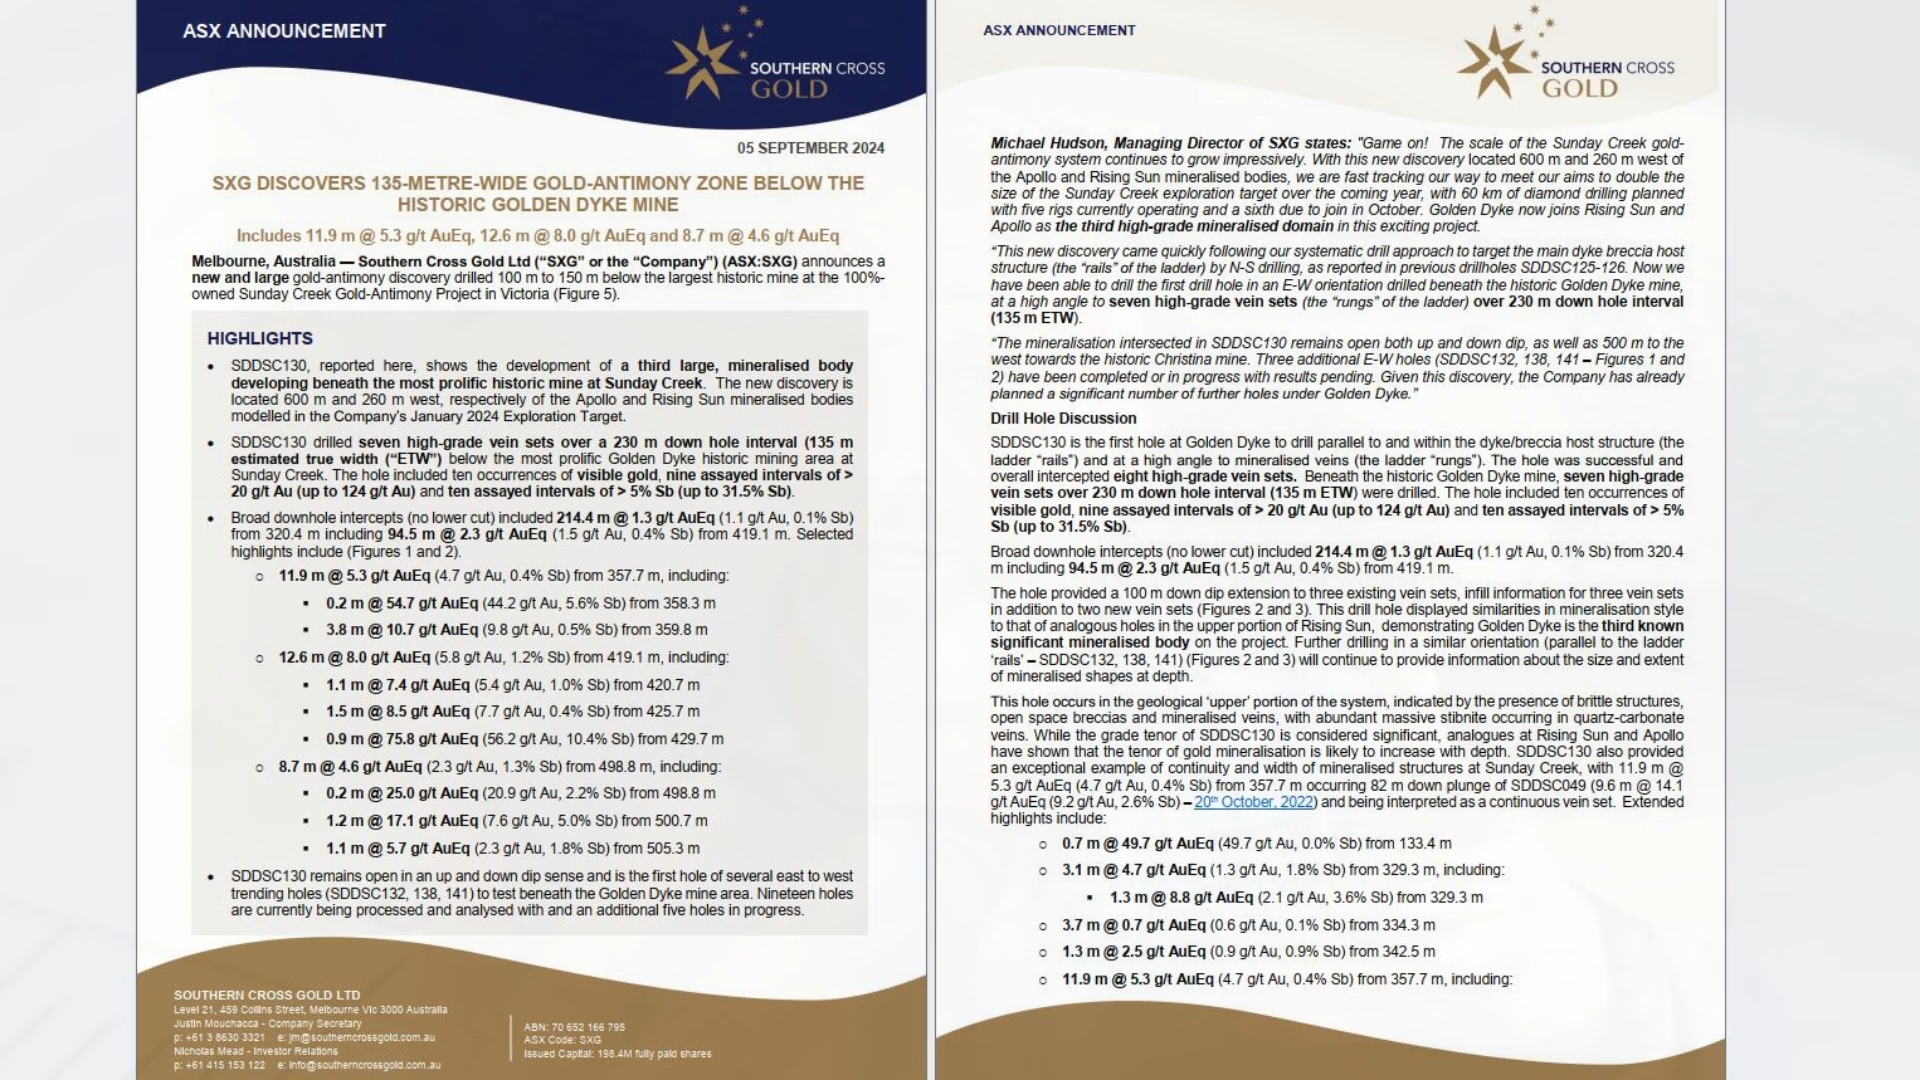 ASX ANNOUNCEMENT
SOUTHERN CROSS
GOLD
05 SEPTEMBER 2024
SXG DISCOVERS 135-METRE-WIDE GOLD-ANTIMONY ZONE BELOW THE
HISTORIC GOLDEN DYKE MINE
Includes 11.9 m @ 5.3 g/t AuEq, 12.6 m @ 8.0 g/t AuEq and 8.7 m @ 4.6 g/t AuEq
Melbourne, Australia — Southern Cross Gold Ltd ("SXG" or the "Company") (ASX:SXG) announces a
new and large gold-antimony discovery drilled 100 m to 150 m below the largest historic mine at the 100%-
owned Sunday Creek Gold-Antimony Project in Victoria (Figure 5).
HIGHLIGHTS
• SDDSC130, reported here, shows the development of a third large, mineralised body
developing beneath the most prolific historic mine at Sunday Creek. The new discovery is
located 600 m and 260 m west, respectively of the Apollo and Rising Sun mineralised bodies
modelled in the Company's January 2024 Exploration Target.
• SDDSC130 drilled seven high-grade vein sets over a 230 m down hole interval (135 m
estimated true width ("ETW") below the most prolific Golden Dyke historic mining area at
Sunday Creek. The hole included ten occurrences of visible gold, nine assayed intervals of >
20 g/t Au (up to 124 g/t Au) and ten assayed intervals of > 5% Sb (up to 31.5% Sb).
• Broad downhole intercepts (no lower cut) included 214.4 m @ 1.3 g/t AuEq (1.1 g/t Au, 0.1% Sb)
from 320.4 m including 94.5 m @ 2.3 g/t AuEq (1.5 g/t Au, 0.4% Sb) from 419.1 m. Selected
highlights include (Figures 1 and 2).
○ 11.9 m @ 5.3 g/t AuEq (4.7 g/t Au, 0.4% Sb) from 357.7 m, including:
▪ 0.2 m @ 54.7 g/t AuEq (44.2 g/t Au, 5.6% Sb) from 358.3 m
▪ 3.8 m @ 10.7 g/t AuEq (9.8 g/t Au, 0.5% Sb) from 359.8 m
○ 12.6 m @ 8.0 g/t AuEq (5.8 g/t Au, 1.2% Sb) from 419.1 m, including:
▪ 1.1 m @ 7.4 g/t AuEq (5.4 g/t Au, 1.0% Sb) from 420.7 m
▪ 1.5 m @ 8.5 g/t AuEq (7.7 g/t Au, 0.4% Sb) from 425.7 m
▪ 0.9 m @ 75.8 g/t AuEq (56.2 g/t Au, 10.4% Sb) from 429.7 m
○ 8.7 m @ 4.6 g/t AuEq (2.3 g/t Au, 1.3% Sb) from 498.8 m, including:
▪ 0.2 m @ 25.0 g/t AuEq (20.9 g/t Au, 2.2% Sb) from 498.8 m
▪ 1.2 m @ 17.1 g/t AuEq (7.6 g/t Au, 5.0% Sb) from 500.7 m
▪ 1.1 m @ 5.7 g/t AuEq (2.3 g/t Au, 1.8% Sb) from 505.3 m
• SDDSC130 remains open in an up and down dip sense and is the first hole of several east to west
trending holes (SDDSC132, 138, 141) to test beneath the Golden Dyke mine area. Nineteen holes
are currently being processed and analysed with and an additional five holes in progress.
SOUTHERN CROSS GOLD LTD
Level 21, 459 Collins Street, Melbourne Vic 3000 Australia
Justin Mouchacca - Company Secretary
p: +61 3 8630 3321 e: jm@southerncrossgold.com.au
Nicholas Mead - Investor Relations
p: +61 415 153 122 e: info@southerncrossgold.com.au
ABN: 70 652 166 795
ASX Code: SXG
Issued Capital: 198.4M fully paid shares
ASX ANNOUNCEMENT
SOUTHERN CROSS
GOLD
Michael Hudson, Managing Director of SXG states: "Game on! The scale of the Sunday Creek gold-
antimony system continues to grow impressively. With this new discovery located 600 m and 260 m west of
the Apollo and Rising Sun mineralised bodies, we are fast tracking our way to meet our aims to double the
size of the Sunday Creek exploration target over the coming year, with 60 km of diamond drilling planned
with five rigs currently operating and a sixth due to join in October. Golden Dyke now joins Rising Sun and
Apollo as the third high-grade mineralised domain in this exciting project.
"This new discovery came quickly following our systematic drill approach to target the main dyke breccia host
structure (the "rails" of the ladder) by N-S drilling, as reported in previous drillholes SDDSC125-126. Now we
have been able to drill the first drill hole in an E-W orientation drilled beneath the historic Golden Dyke mine,
at a high angle to seven high-grade vein sets (the "rungs" of the ladder) over 230 m down hole interval
(135 m ETW).
"The mineralisation intersected in SDDSC130 remains open both up and down dip, as well as 500 m to the
west towards the historic Christina mine. Three additional E-W holes (SDDSC132, 138, 141 – Figures 1 and
2) have been completed or in progress with results pending. Given this discovery, the Company has already
planned a significant number of further holes under Golden Dyke."
Drill Hole Discussion
SDDSC130 is the first hole at Golden Dyke to drill parallel to and within the dyke/breccia host structure (the
ladder "rails") and at a high angle to mineralised veins (the ladder "rungs"). The hole was successful and
overall intercepted eight high-grade vein sets. Beneath the historic Golden Dyke mine, seven high-grade
vein sets over 230 m down hole interval (135 m ETW) were drilled. The hole included ten occurrences of
visible gold, nine assayed intervals of > 20 g/t Au (up to 124 g/t Au) and ten assayed intervals of > 5%
Sb (up to 31.5% Sb).
Broad downhole intercepts (no lower cut) included 214.4 m @ 1.3 g/t AuEq (1.1 g/t Au, 0.1% Sb) from 320.4
m including 94.5 m @ 2.3 g/t AuEq (1.5 g/t Au, 0.4% Sb) from 419.1 m.
The hole provided a 100 m down dip extension to three existing vein sets, infill information for three vein sets
in addition to two new vein sets (Figures 2 and 3). This drill hole displayed similarities in mineralisation style
to that of analogous holes in the upper portion of Rising Sun, demonstrating Golden Dyke is the third known
significant mineralised body on the project. Further drilling in a similar orientation (parallel to the ladder
'rails' – SDDSC132, 138, 141) (Figures 2 and 3) will continue to provide information about the size and extent
of mineralised shapes at depth.
This hole occurs in the geological 'upper' portion of the system, indicated by the presence of brittle structures,
open space breccias and mineralised veins, with abundant massive stibnite occurring in quartz-carbonate
veins. While the grade tenor of SDDSC130 is considered significant, analogues at Rising Sun and Apollo
have shown that the tenor of gold mineralisation is likely to increase with depth. SDDSC130 also provided
an exceptional example of continuity and width of mineralised structures at Sunday Creek, with 11.9 m @
5.3 g/t AuEq (4.7 g/t Au, 0.4% Sb) from 357.7 m occurring 82 m down plunge of SDDSC049 (9.6 m @ 14.1
g/t AuEq (9.2 g/t Au, 2.6% Sb) – 20th October, 2022) and being interpreted as a continuous vein set. Extended
highlights include:
○ 0.7 m @ 49.7 g/t AuEq (49.7 g/t Au, 0.0% Sb) from 133.4 m
○ 3.1 m @ 4.7 g/t AuEq (1.3 g/t Au, 1.8% Sb) from 329.3 m, including:
▪ 1.3 m @ 8.8 g/t AuEq (2.1 g/t Au, 3.6% Sb) from 329.3 m
○ 3.7 m @ 0.7 g/t AuEq (0.6 g/t Au, 0.1% Sb) from 334.3 m
○ 1.3 m @ 2.5 g/t AuEq (0.9 g/t Au, 0.9% Sb) from 342.5 m
○ 11.9 m @ 5.3 g/t AuEq (4.7 g/t Au, 0.4% Sb) from 357.7 m, including: